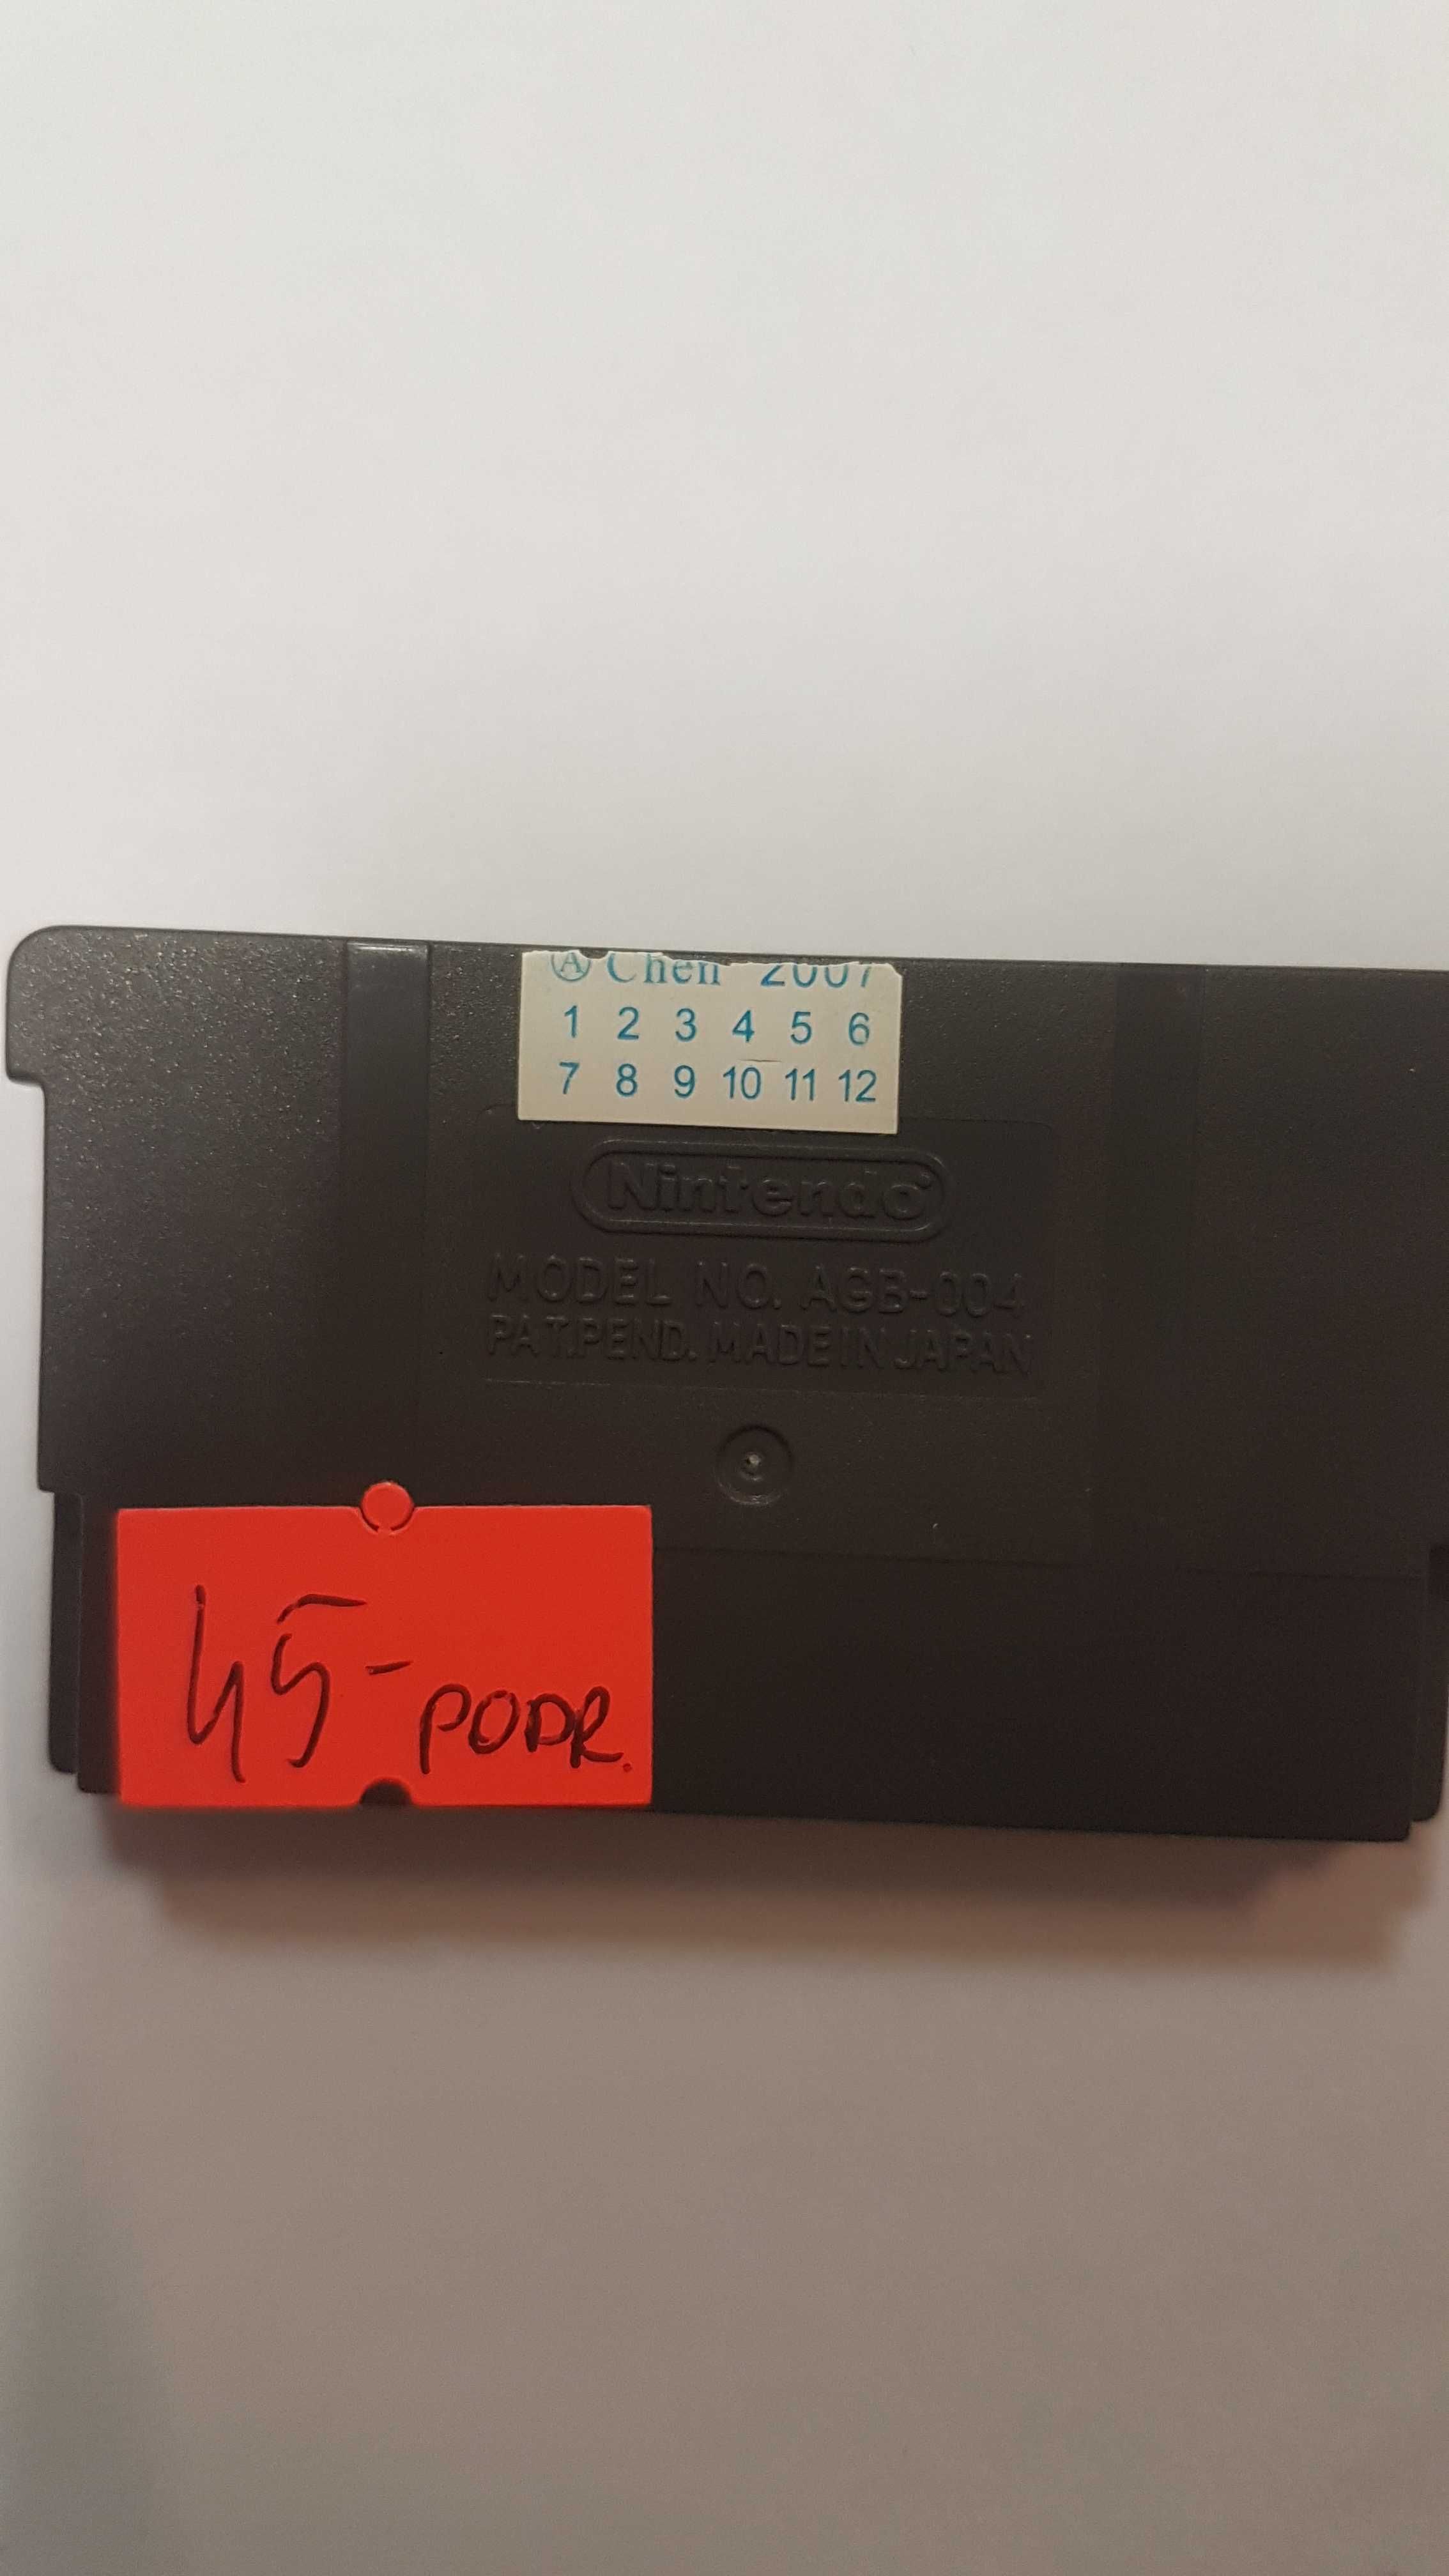 Ⓐ Chen 2007
1 2 3 4 5 6
7 8 9 10 11 12
Nintendo
MODEL NO. AGB-004
PAT.PEND. MADE IN JAPAN
45-PODR.